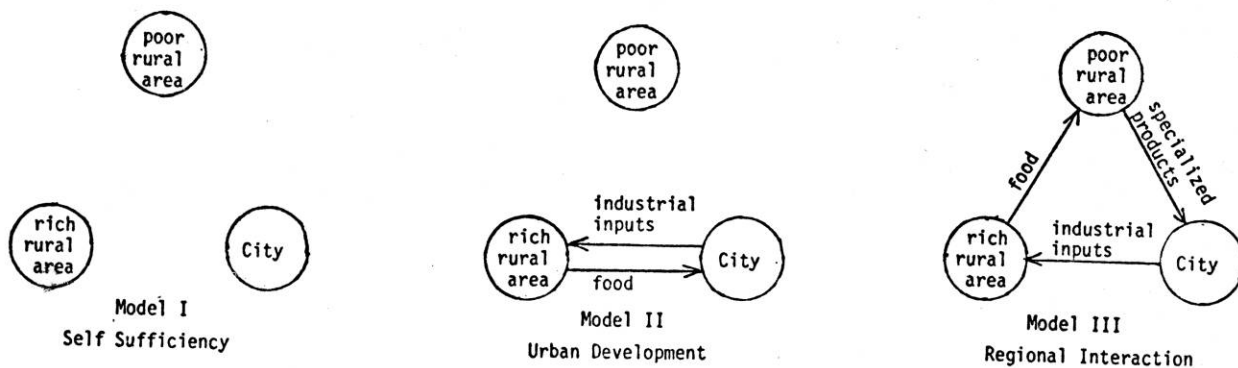 poor
rural
area
rich
rural
area
City
Model I
Self Sufficiency
poor
rural
area
industrial
inputs
rich
rural
area
City
food
Model II
Urban Development
poor
rural
area
food
specialized
products
industrial
inputs
rich
rural
area
City
Model III
Regional Interaction